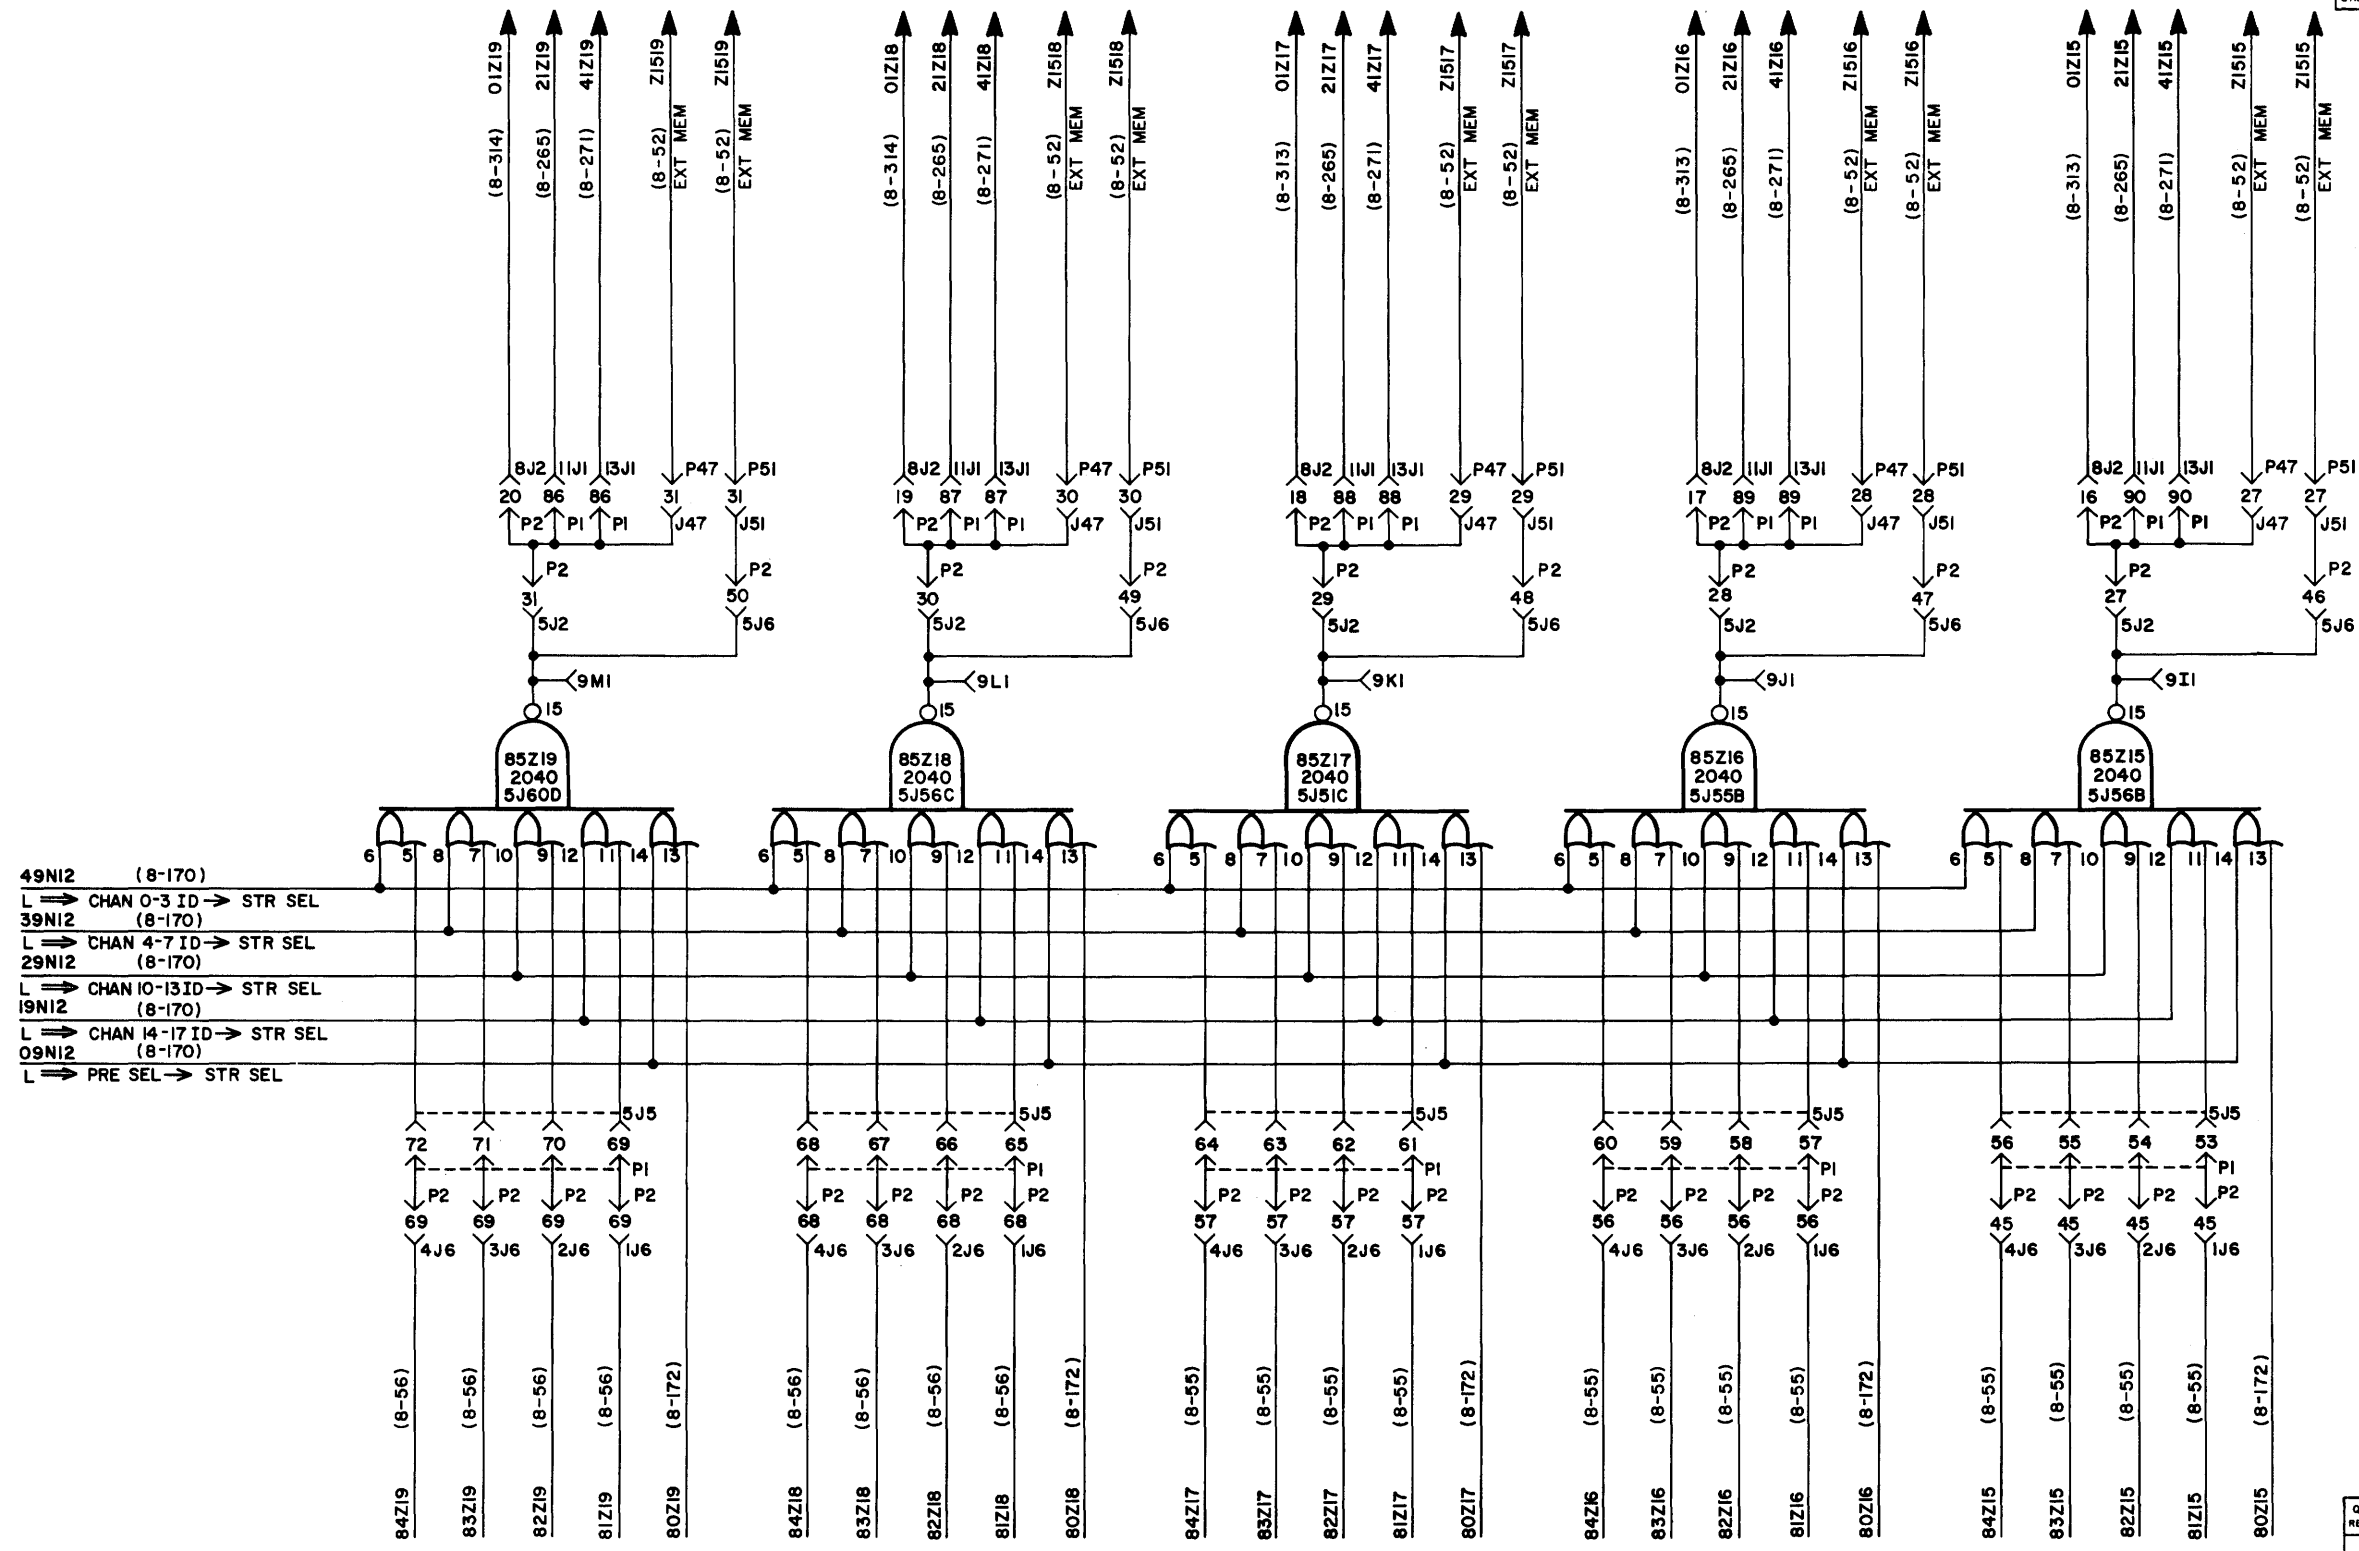 01Z19 21Z19 41Z19 Z1519 Z1519 01Z18 21Z18 41Z18 Z1518 Z1518 01Z17 21Z17 41Z17 Z1517 Z1517 01Z16 21Z16 41Z16 Z1516 Z1516 01Z15 21Z15 41Z15 Z1515 Z1515
(8-314) (8-265) (8-271) (8-52) EXT MEM (8-52) EXT MEM (8-314) (8-265) (8-271) (8-52) EXT MEM (8-52) EXT MEM (8-313) (8-265) (8-271) (8-52) EXT MEM (8-52) EXT MEM (8-313) (8-265) (8-271) (8-52) EXT MEM (8-52) EXT MEM (8-313) (8-265) (8-271) (8-52) EXT MEM (8-52) EXT MEM
8J2 11J1 13J1 P47 P51 8J2 11J1 13J1 P47 P51 8J2 11J1 13J1 P47 P51 8J2 11J1 13J1 P47 P51 8J2 11J1 13J1 P47 P51
20 86 86 31 31 19 87 87 30 30 18 88 88 29 29 17 89 89 28 28 16 90 90 27 27
P2 P1 P1 J47 J51 P2 P1 P1 J47 J51 P2 P1 P1 J47 J51 P2 P1 P1 J47 J51 P2 P1 P1 J47 J51
P2 P2 P2 P2 P2 P2 P2 P2 P2 P2
31 50 30 49 29 48 28 47 27 46
5J2 5J6 5J2 5J6 5J2 5J6 5J2 5J6 5J2 5J6
9M1 9L1 9K1 9J1 9I1
15 15 15 15 15
85Z19 85Z18 85Z17 85Z16 85Z15
2040 2040 2040 2040 2040
5J60D 5J56C 5J51C 5J55B 5J56B
6 5 8 7 10 9 12 11 14 13 6 5 8 7 10 9 12 11 14 13 6 5 8 7 10 9 12 11 14 13 6 5 8 7 10 9 12 11 14 13 6 5 8 7 10 9 12 11 14 13
49N12 (8-170)
L ⇒ CHAN 0-3 ID → STR SEL
39N12 (8-170)
L ⇒ CHAN 4-7 ID → STR SEL
29N12 (8-170)
L ⇒ CHAN 10-13 ID → STR SEL
19N12 (8-170)
L ⇒ CHAN 14-17 ID → STR SEL
09N12 (8-170)
L ⇒ PRE SEL → STR SEL
5J5 5J5 5J5 5J5 5J5
72 71 70 69 68 67 66 65 64 63 62 61 60 59 58 57 56 55 54 53
P1 P1 P1 P1 P1
P2 P2 P2 P2 P2 P2 P2 P2 P2 P2 P2 P2 P2 P2 P2 P2 P2 P2 P2 P2
69 69 69 69 68 68 68 68 57 57 57 57 56 56 56 56 45 45 45 45
4J6 3J6 2J6 1J6 4J6 3J6 2J6 1J6 4J6 3J6 2J6 1J6 4J6 3J6 2J6 1J6 4J6 3J6 2J6 1J6
(8-56) (8-56) (8-56) (8-56) (8-172) (8-56) (8-56) (8-56) (8-56) (8-172) (8-55) (8-55) (8-55) (8-55) (8-172) (8-55) (8-55) (8-55) (8-55) (8-172) (8-55) (8-55) (8-55) (8-55) (8-172)
84Z19 83Z19 82Z19 81Z19 80Z19 84Z18 83Z18 82Z18 81Z18 80Z18 84Z17 83Z17 82Z17 81Z17 80Z17 84Z16 83Z16 82Z16 81Z16 80Z16 84Z15 83Z15 82Z15 81Z15 80Z15